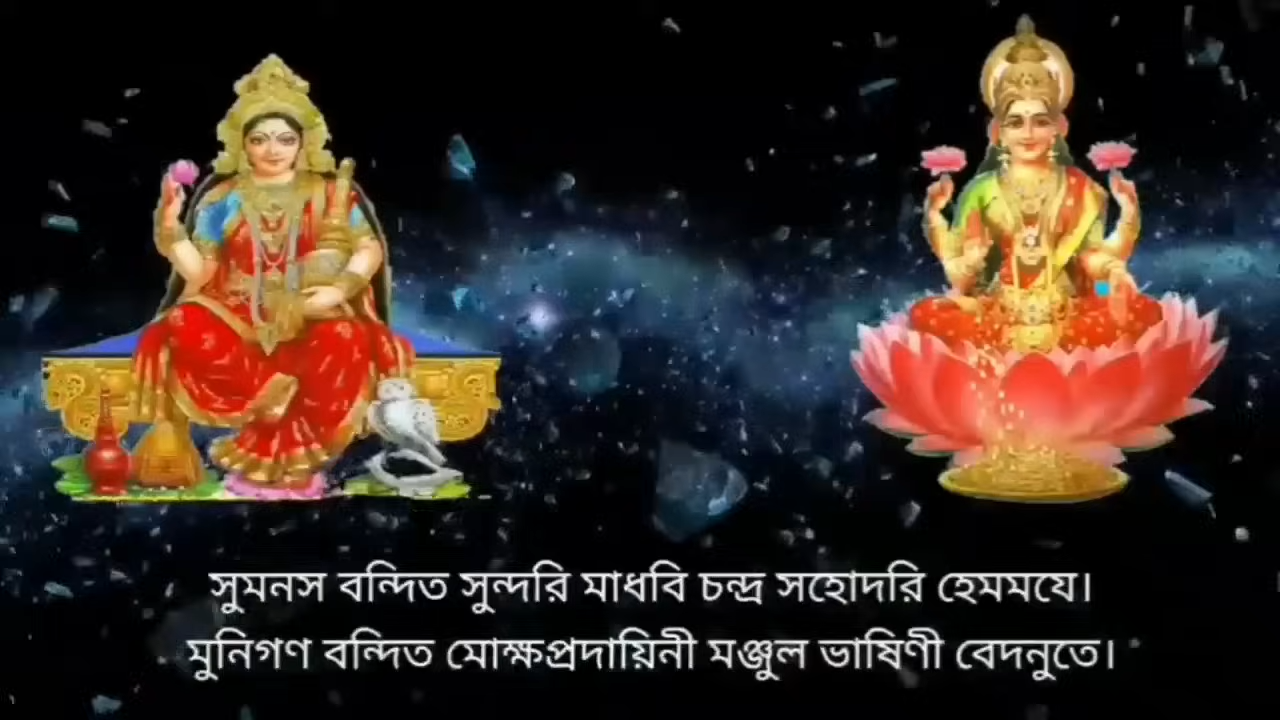 সুমনস বন্দিত সুন্দরি মাধবি চন্দ্র সহোদরি হেমমযে।
মুনিগণ বন্দিত মোক্ষপ্রদায়িনী মঞ্জুল ভাষিণী বেদনুতে।